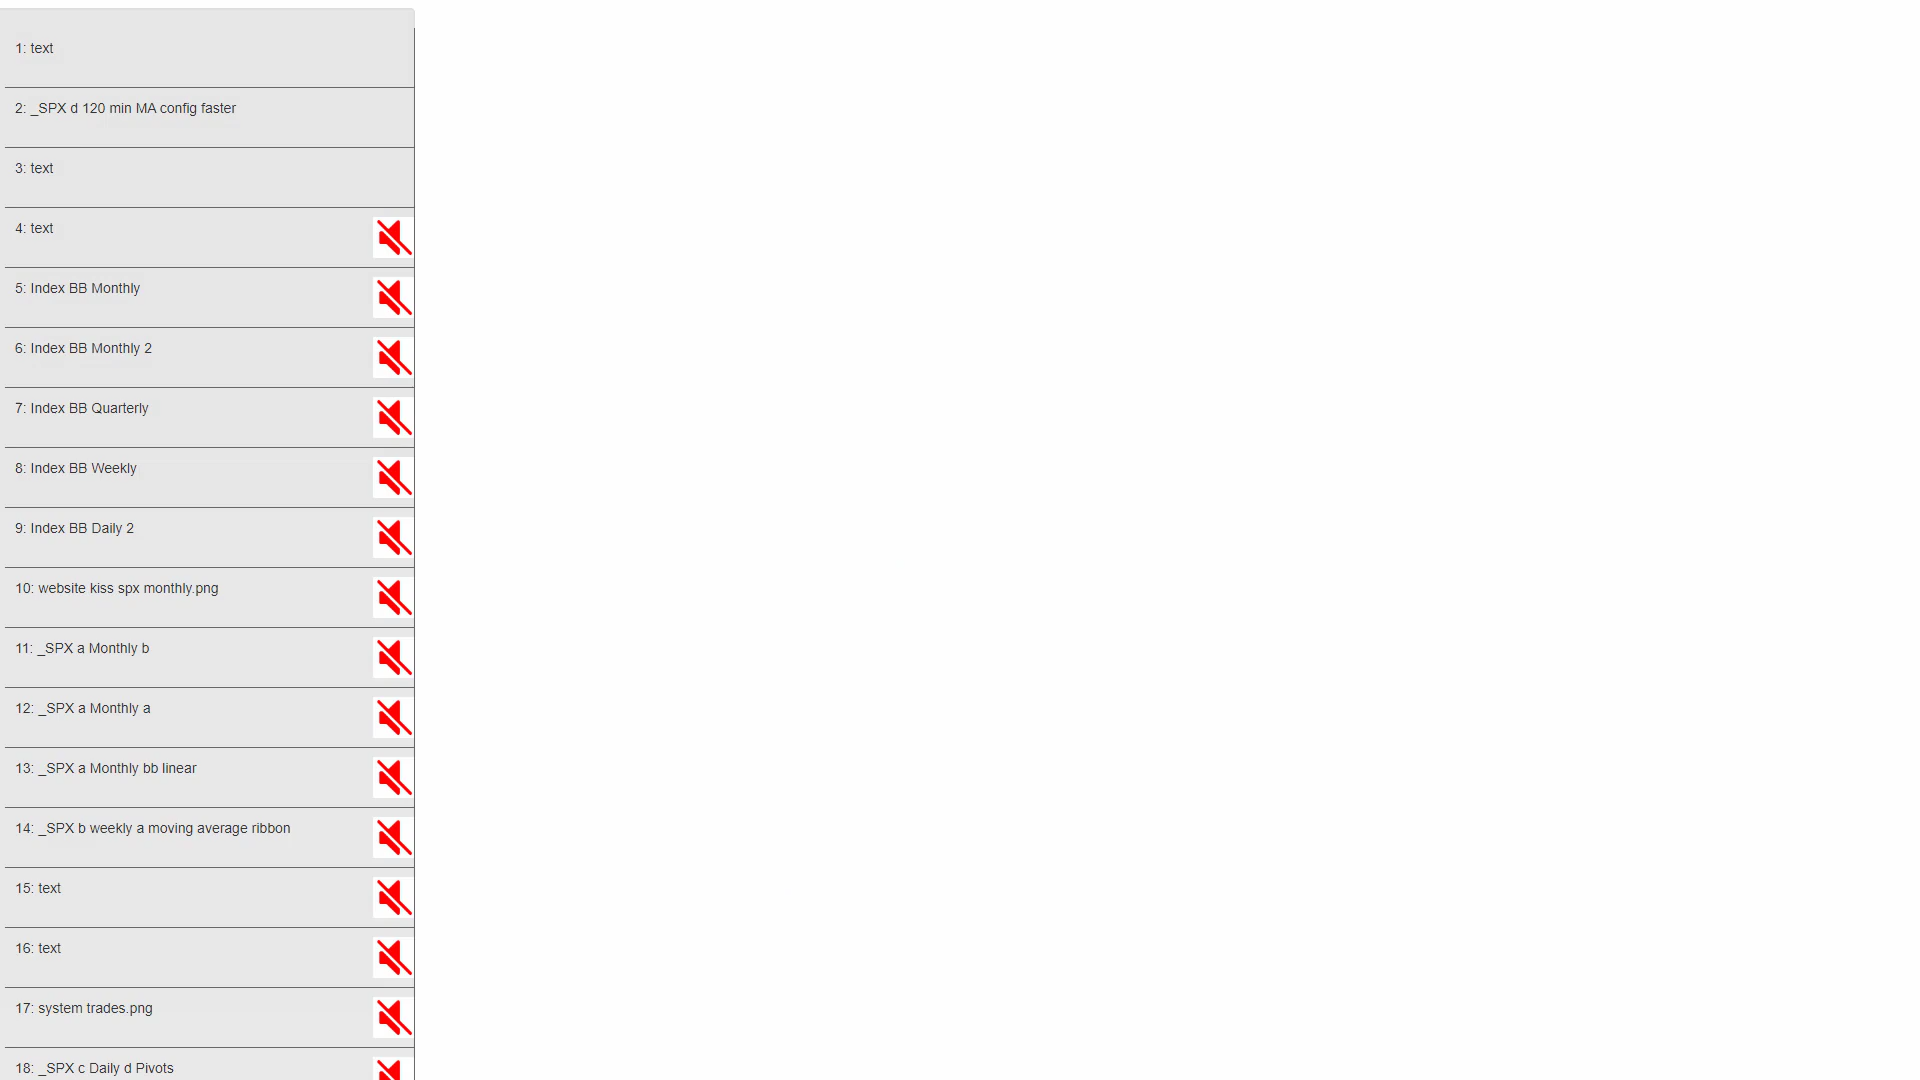 1: text
2: _SPX d 120 min MA config faster
3: text
4: text
5: Index BB Monthly
6: Index BB Monthly 2
7: Index BB Quarterly
8: Index BB Weekly
9: Index BB Daily 2
10: website kiss spx monthly.png
11: _SPX a Monthly b
12: _SPX a Monthly a
13: _SPX a Monthly bb linear
14: _SPX b weekly a moving average ribbon
15: text
16: text
17: system trades.png
18: _SPX c Daily d Pivots